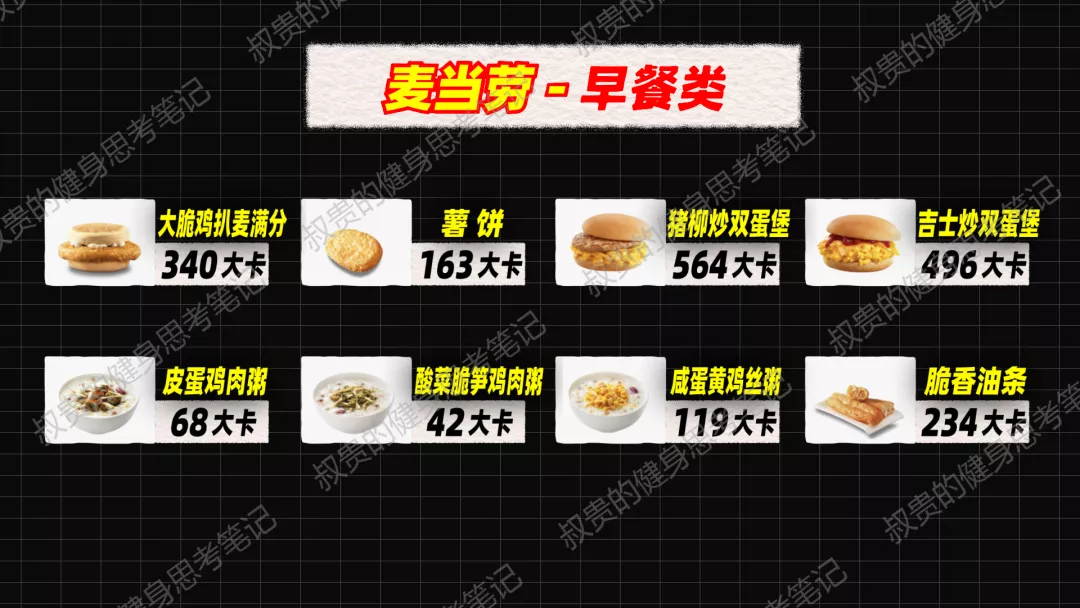 麦当劳 - 早餐类
大脆鸡扒麦满分
340大卡
薯饼
163大卡
猪柳炒双蛋堡
564大卡
吉士炒双蛋堡
496大卡
皮蛋鸡肉粥
68大卡
酸菜脆笋鸡肉粥
42大卡
咸蛋黄鸡丝粥
119大卡
脆香油条
234大卡
叔贵的健身思考笔记